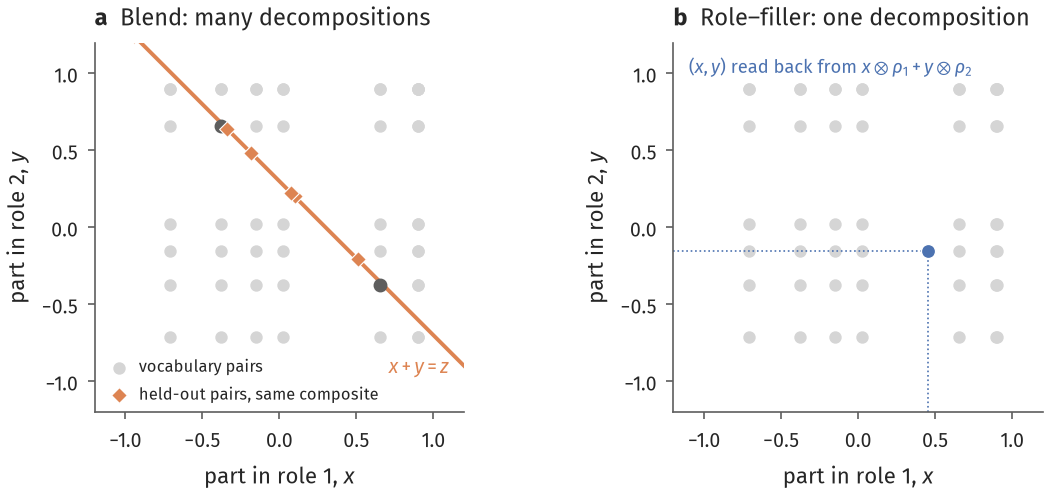 a Blend: many decompositions
1.0
0.5
0.0
−0.5
−1.0
part in role 2, y
vocabulary pairs
held-out pairs, same composite
x + y = z
−1.0 −0.5 0.0 0.5 1.0
part in role 1, x
b Role–filler: one decomposition
(x, y) read back from x ⊗ ρ₁ + y ⊗ ρ₂
1.0
0.5
0.0
−0.5
−1.0
part in role 2, y
−1.0 −0.5 0.0 0.5 1.0
part in role 1, x